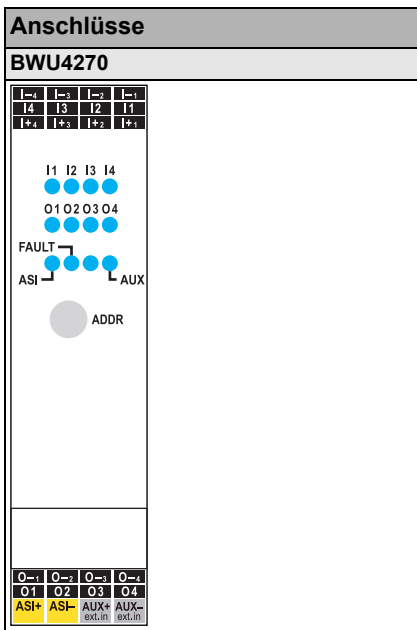 Anschlüsse
BWU4270
I–4 I–3 I–2 I–1
I4 I3 I2 I1
I+4 I+3 I+2 I+1
I1 I2 I3 I4
O1 O2 O3 O4
FAULT
ASI AUX
ADDR
O–1 O–2 O–3 O–4
O1 O2 O3 O4
ASI+ ASI– AUX+ AUX–
ext.in ext.in